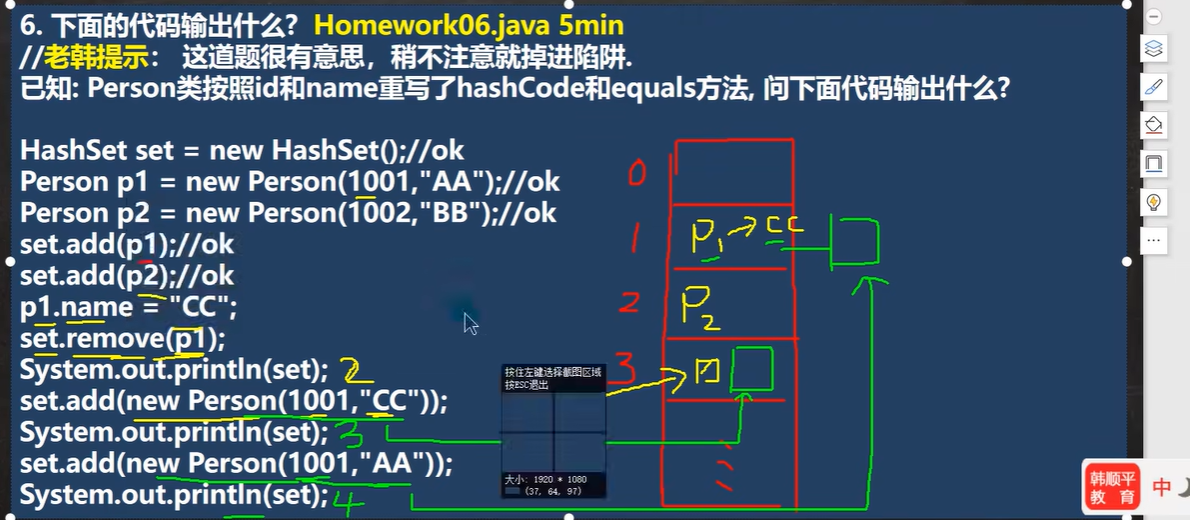 6. 下面的代码输出什么? Homework06.java 5min
//老韩提示: 这道题很有意思，稍不注意就掉进陷阱.
已知: Person类按照id和name重写了hashCode和equals方法, 问下面代码输出什么?
HashSet set = new HashSet();//ok
Person p1 = new Person(1001,"AA");//ok
Person p2 = new Person(1002,"BB");//ok
set.add(p1);//ok
set.add(p2);//ok
p1.name = "CC";
set.remove(p1);
System.out.println(set); 2
set.add(new Person(1001,"CC"));
System.out.println(set); 3
set.add(new Person(1001,"AA"));
System.out.println(set); 4
0
1 P1 → CC
2 P2
3
按住左键选择截图区域
按ESC退出
大小: 1920 * 1080
(37, 64, 97)
韩顺平
教 育
中